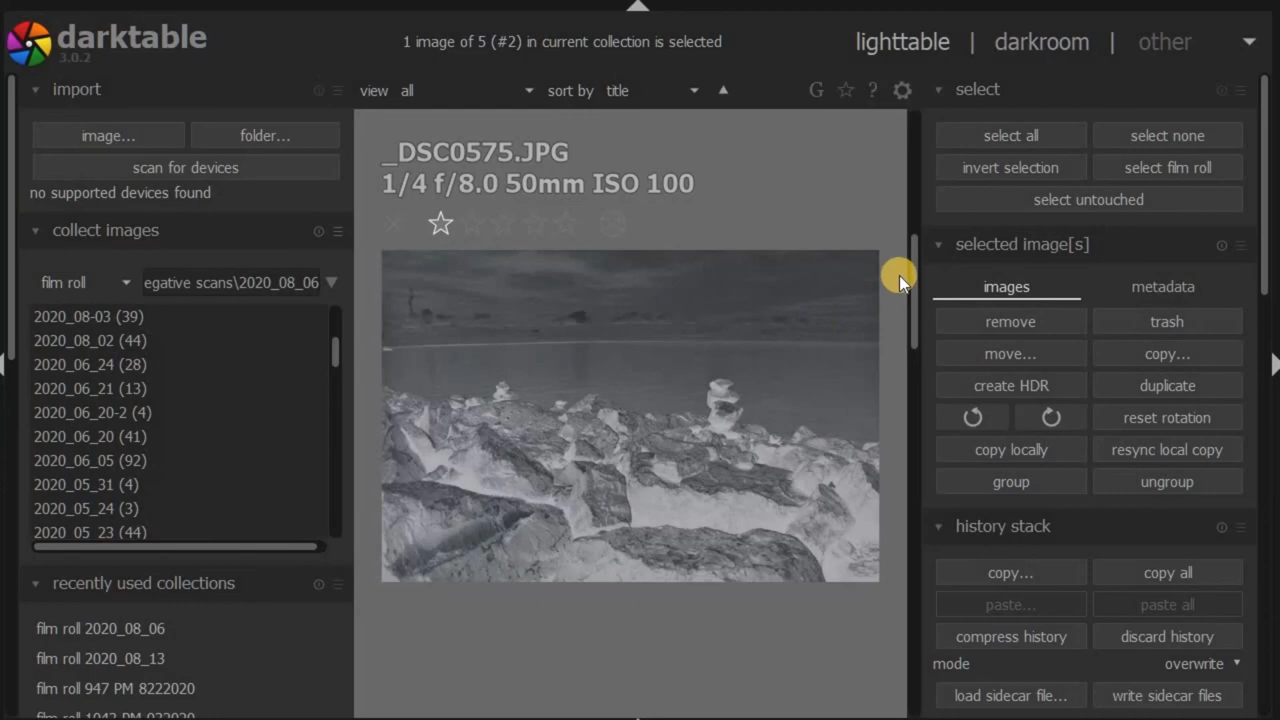 darktable
3.0.2
1 image of 5 (#2) in current collection is selected
lighttable | darkroom | other
import
image...
folder...
scan for devices
no supported devices found
collect images
film roll
egative scans\2020_08_06
2020_08-03 (39)
2020_08_02 (44)
2020_06_24 (28)
2020_06_21 (13)
2020_06_20-2 (4)
2020_06_20 (41)
2020_06_05 (92)
2020_05_31 (4)
2020_05_24 (3)
2020_05_23 (44)
recently used collections
film roll 2020_08_06
film roll 2020_08_13
film roll 947 PM 8222020
view all
sort by title
G
?
_DSC0575.JPG
1/4 f/8.0 50mm ISO 100
select
select all
select none
invert selection
select film roll
select untouched
selected image[s]
images
metadata
remove
trash
move...
copy...
create HDR
duplicate
reset rotation
copy locally
resync local copy
group
ungroup
history stack
copy...
copy all
paste...
paste all
compress history
discard history
mode
overwrite
load sidecar file...
write sidecar files